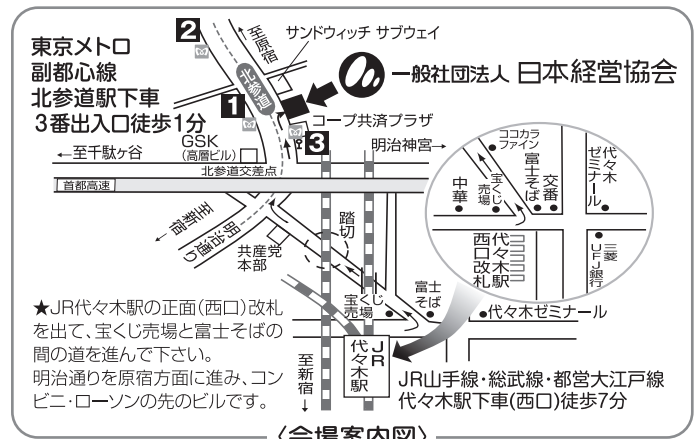 東京メトロ
副都心線
北参道駅下車
3番出入口徒歩1分
2
至原宿
サンドウィッチ サブウェイ
北参道
一般社団法人 日本経営協会
1
コープ共済プラザ
3
GSK
(高層ビル)
←至千駄ヶ谷
明治神宮→
北参道交差点
首都高速
至新宿
明治通り
共産党
本部
踏切
宝くじ
売場
富士
そば
代々木ゼミナール
ココカラ
ファイン
中華
宝くじ
売場
富士そば
交番
代々木
ゼミナール
代々木駅
西口改札
三菱
UFJ銀行
★JR代々木駅の正面(西口)改札
を出て、宝くじ売場と富士そばの
間の道を進んで下さい。
明治通りを原宿方面に進み、コン
ビニ・ローソンの先のビルです。
至新宿
↓
JR
代々木駅
JR山手線・総武線・都営大江戸線
代々木駅下車(西口)徒歩7分
〈会場案内図〉